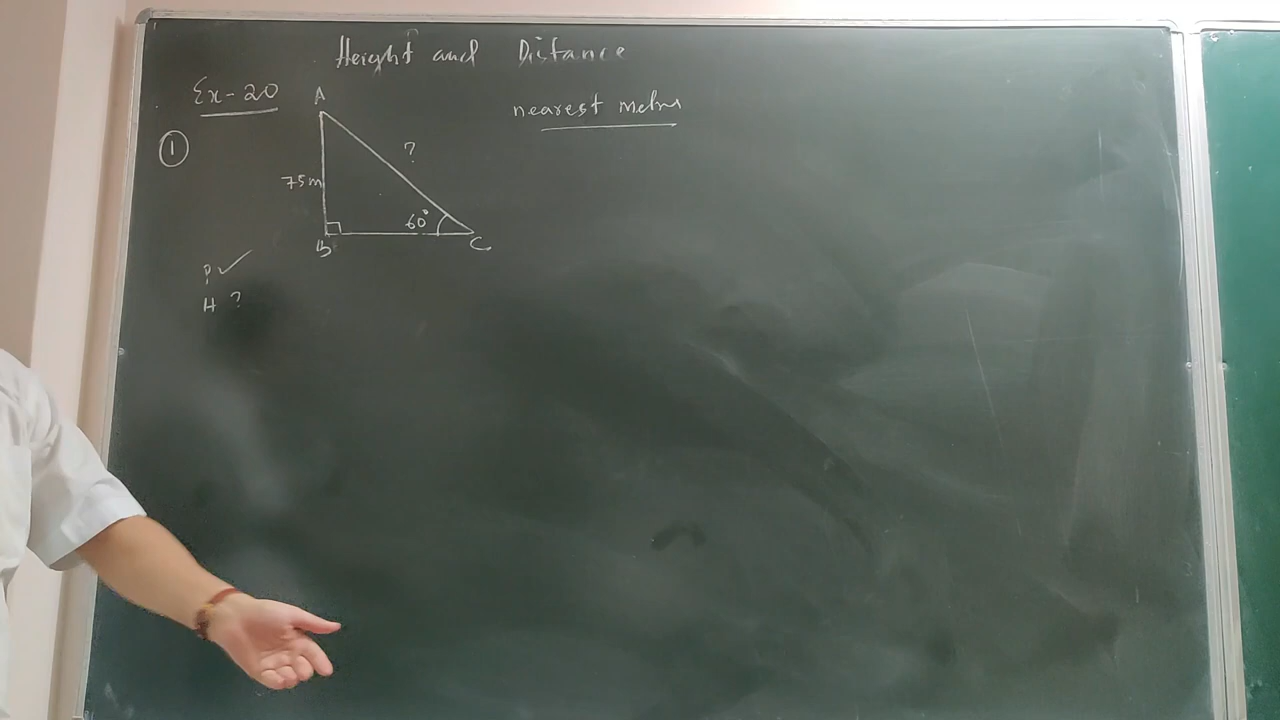 Height and Distance
Ex-20
nearest metre
①
A
?
75m
60°
B
C
P ✓
H ?